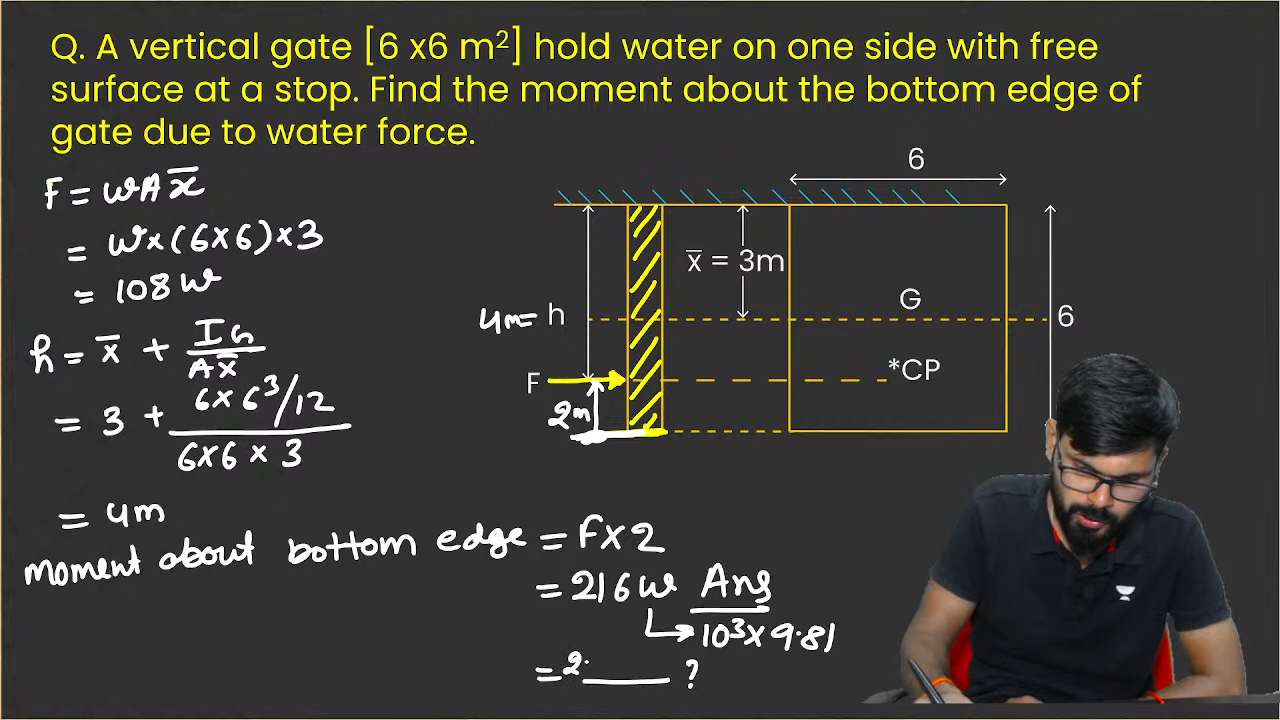 Q. A vertical gate [6 x6 m²] hold water on one side with free
surface at a stop. Find the moment about the bottom edge of
gate due to water force.
F = wAx̅
= w×(6×6)×3
= 108 w
h = x̅ + IG/Ax̅
= 3 + 6×6³/12 / 6×6×3
= 4m
moment about bottom edge = F×2
= 216w Ans
↳ 10³×9.81
= 2. ____ ?
6
x̅ = 3m
4m= h
G
6
*CP
F
2m